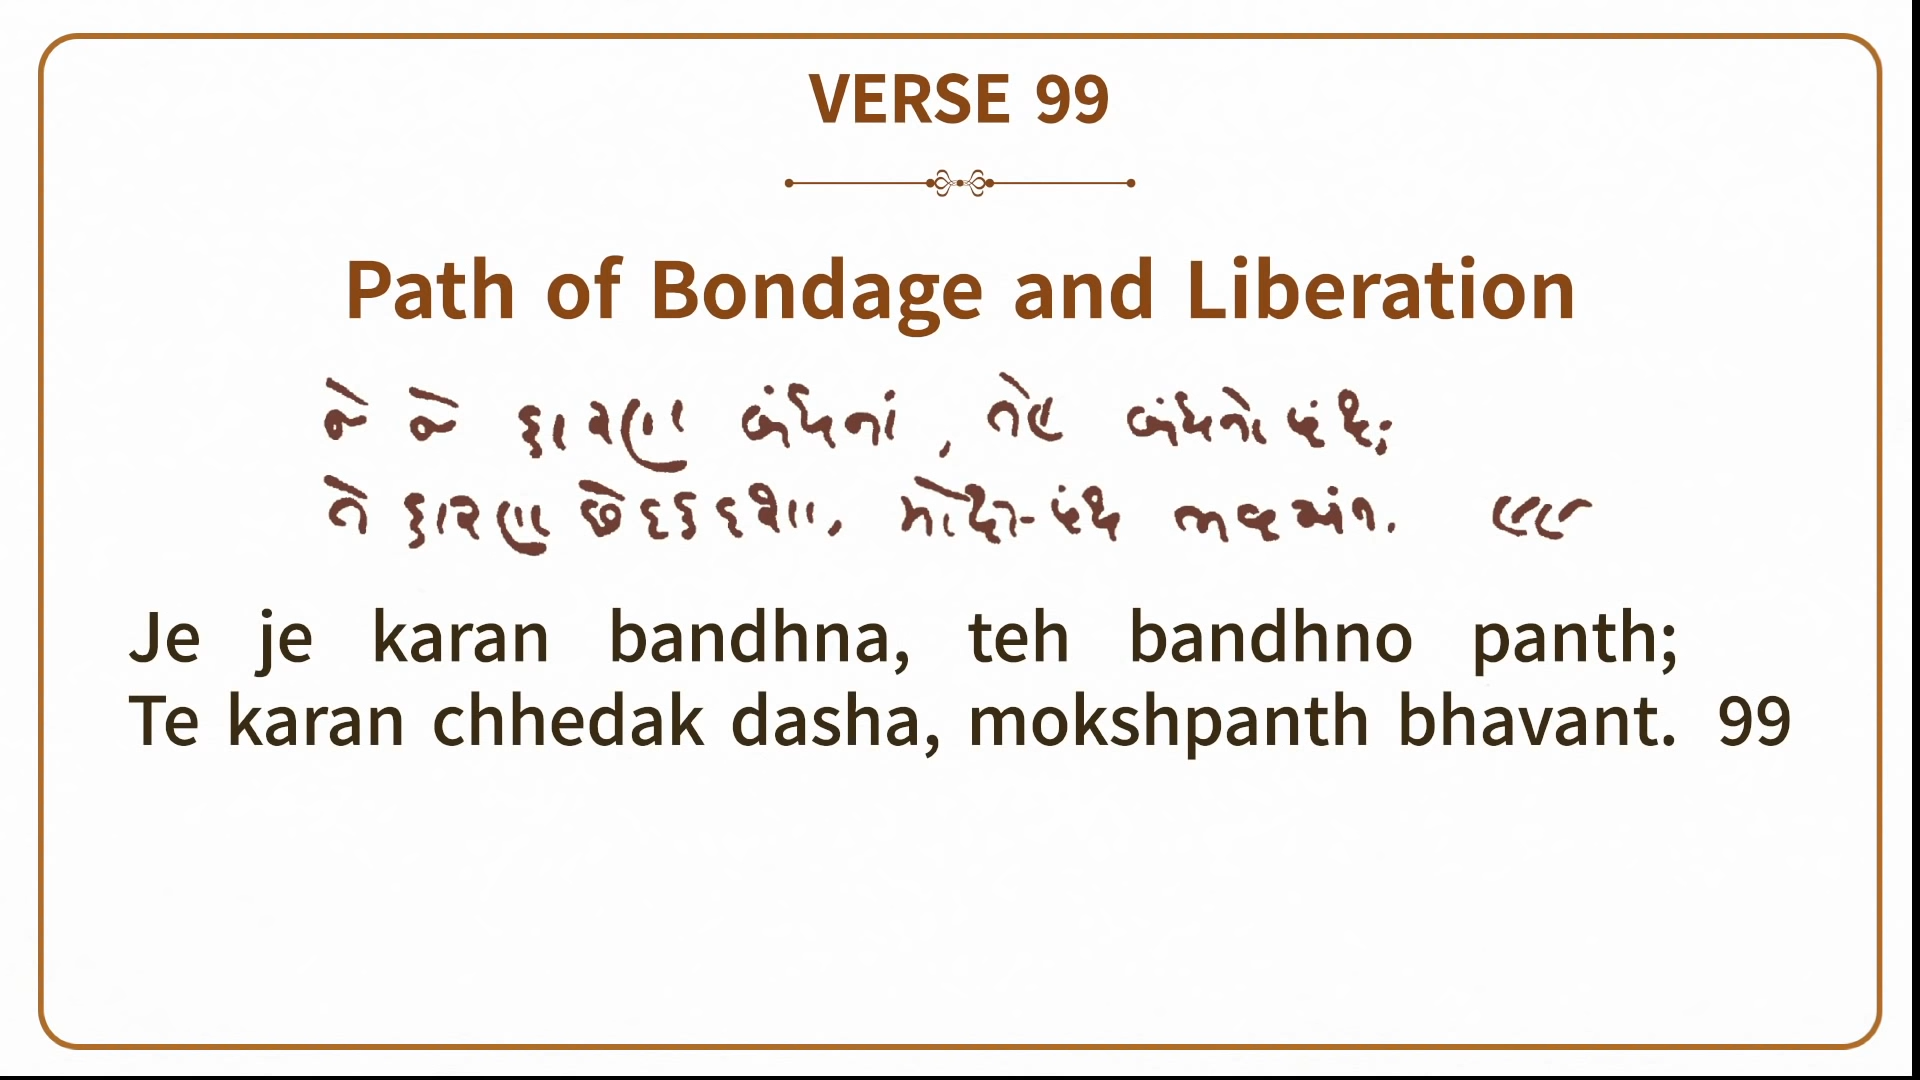 VERSE 99
Path of Bondage and Liberation
જે જે કારણ બંધનાં, તેહ બંધનો પંથ;
તે કારણ છેદક દશા, મોક્ષ-પંથ ભવઅંત. ૯૯
Je je karan bandhna, teh bandhno panth;
Te karan chhedak dasha, mokshpanth bhavant. 99